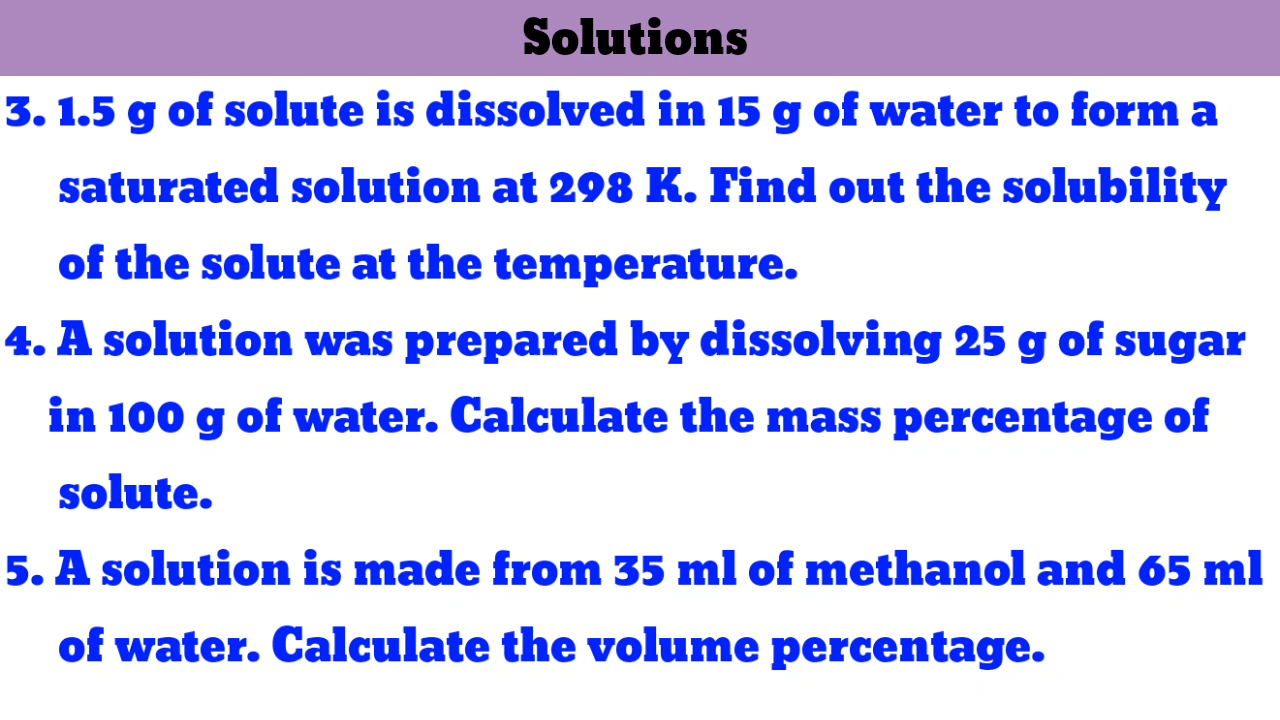 Solutions
3. 1.5 g of solute is dissolved in 15 g of water to form a
saturated solution at 298 K. Find out the solubility
of the solute at the temperature.
4. A solution was prepared by dissolving 25 g of sugar
in 100 g of water. Calculate the mass percentage of
solute.
5. A solution is made from 35 ml of methanol and 65 ml
of water. Calculate the volume percentage.